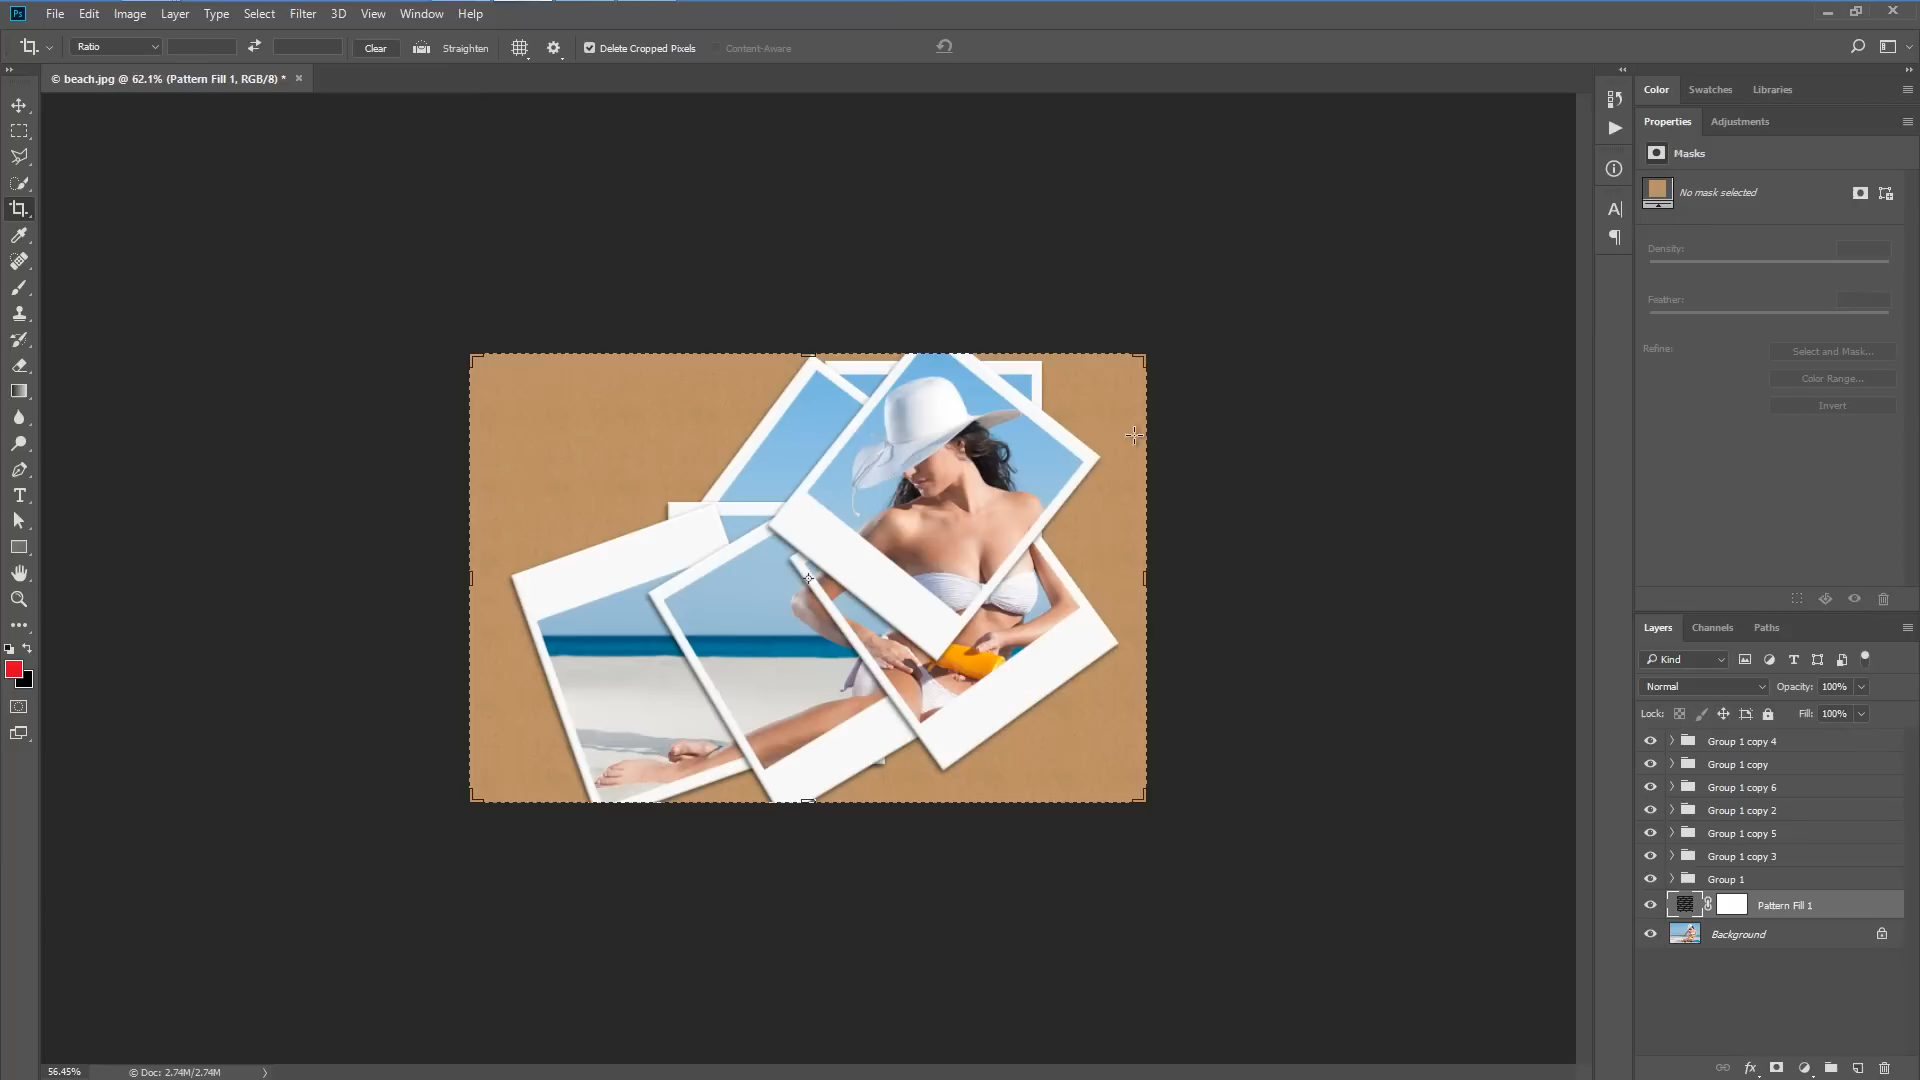 Ps File Edit Image Layer Type Select Filter 3D View Window Help
Ratio Clear Straighten Delete Cropped Pixels Content-Aware
© beach.jpg @ 62.1% (Pattern Fill 1, RGB/8) * ×
Color Swatches Libraries
Properties Adjustments
Masks
No mask selected
Density:
Feather:
Refine: Select and Mask...
Color Range...
Invert
Layers Channels Paths
Kind
Normal Opacity: 100%
Lock: Fill: 100%
Group 1 copy 4
Group 1 copy
Group 1 copy 6
Group 1 copy 2
Group 1 copy 5
Group 1 copy 3
Group 1
Pattern Fill 1
Background
56.45% © Doc: 2.74M/2.74M